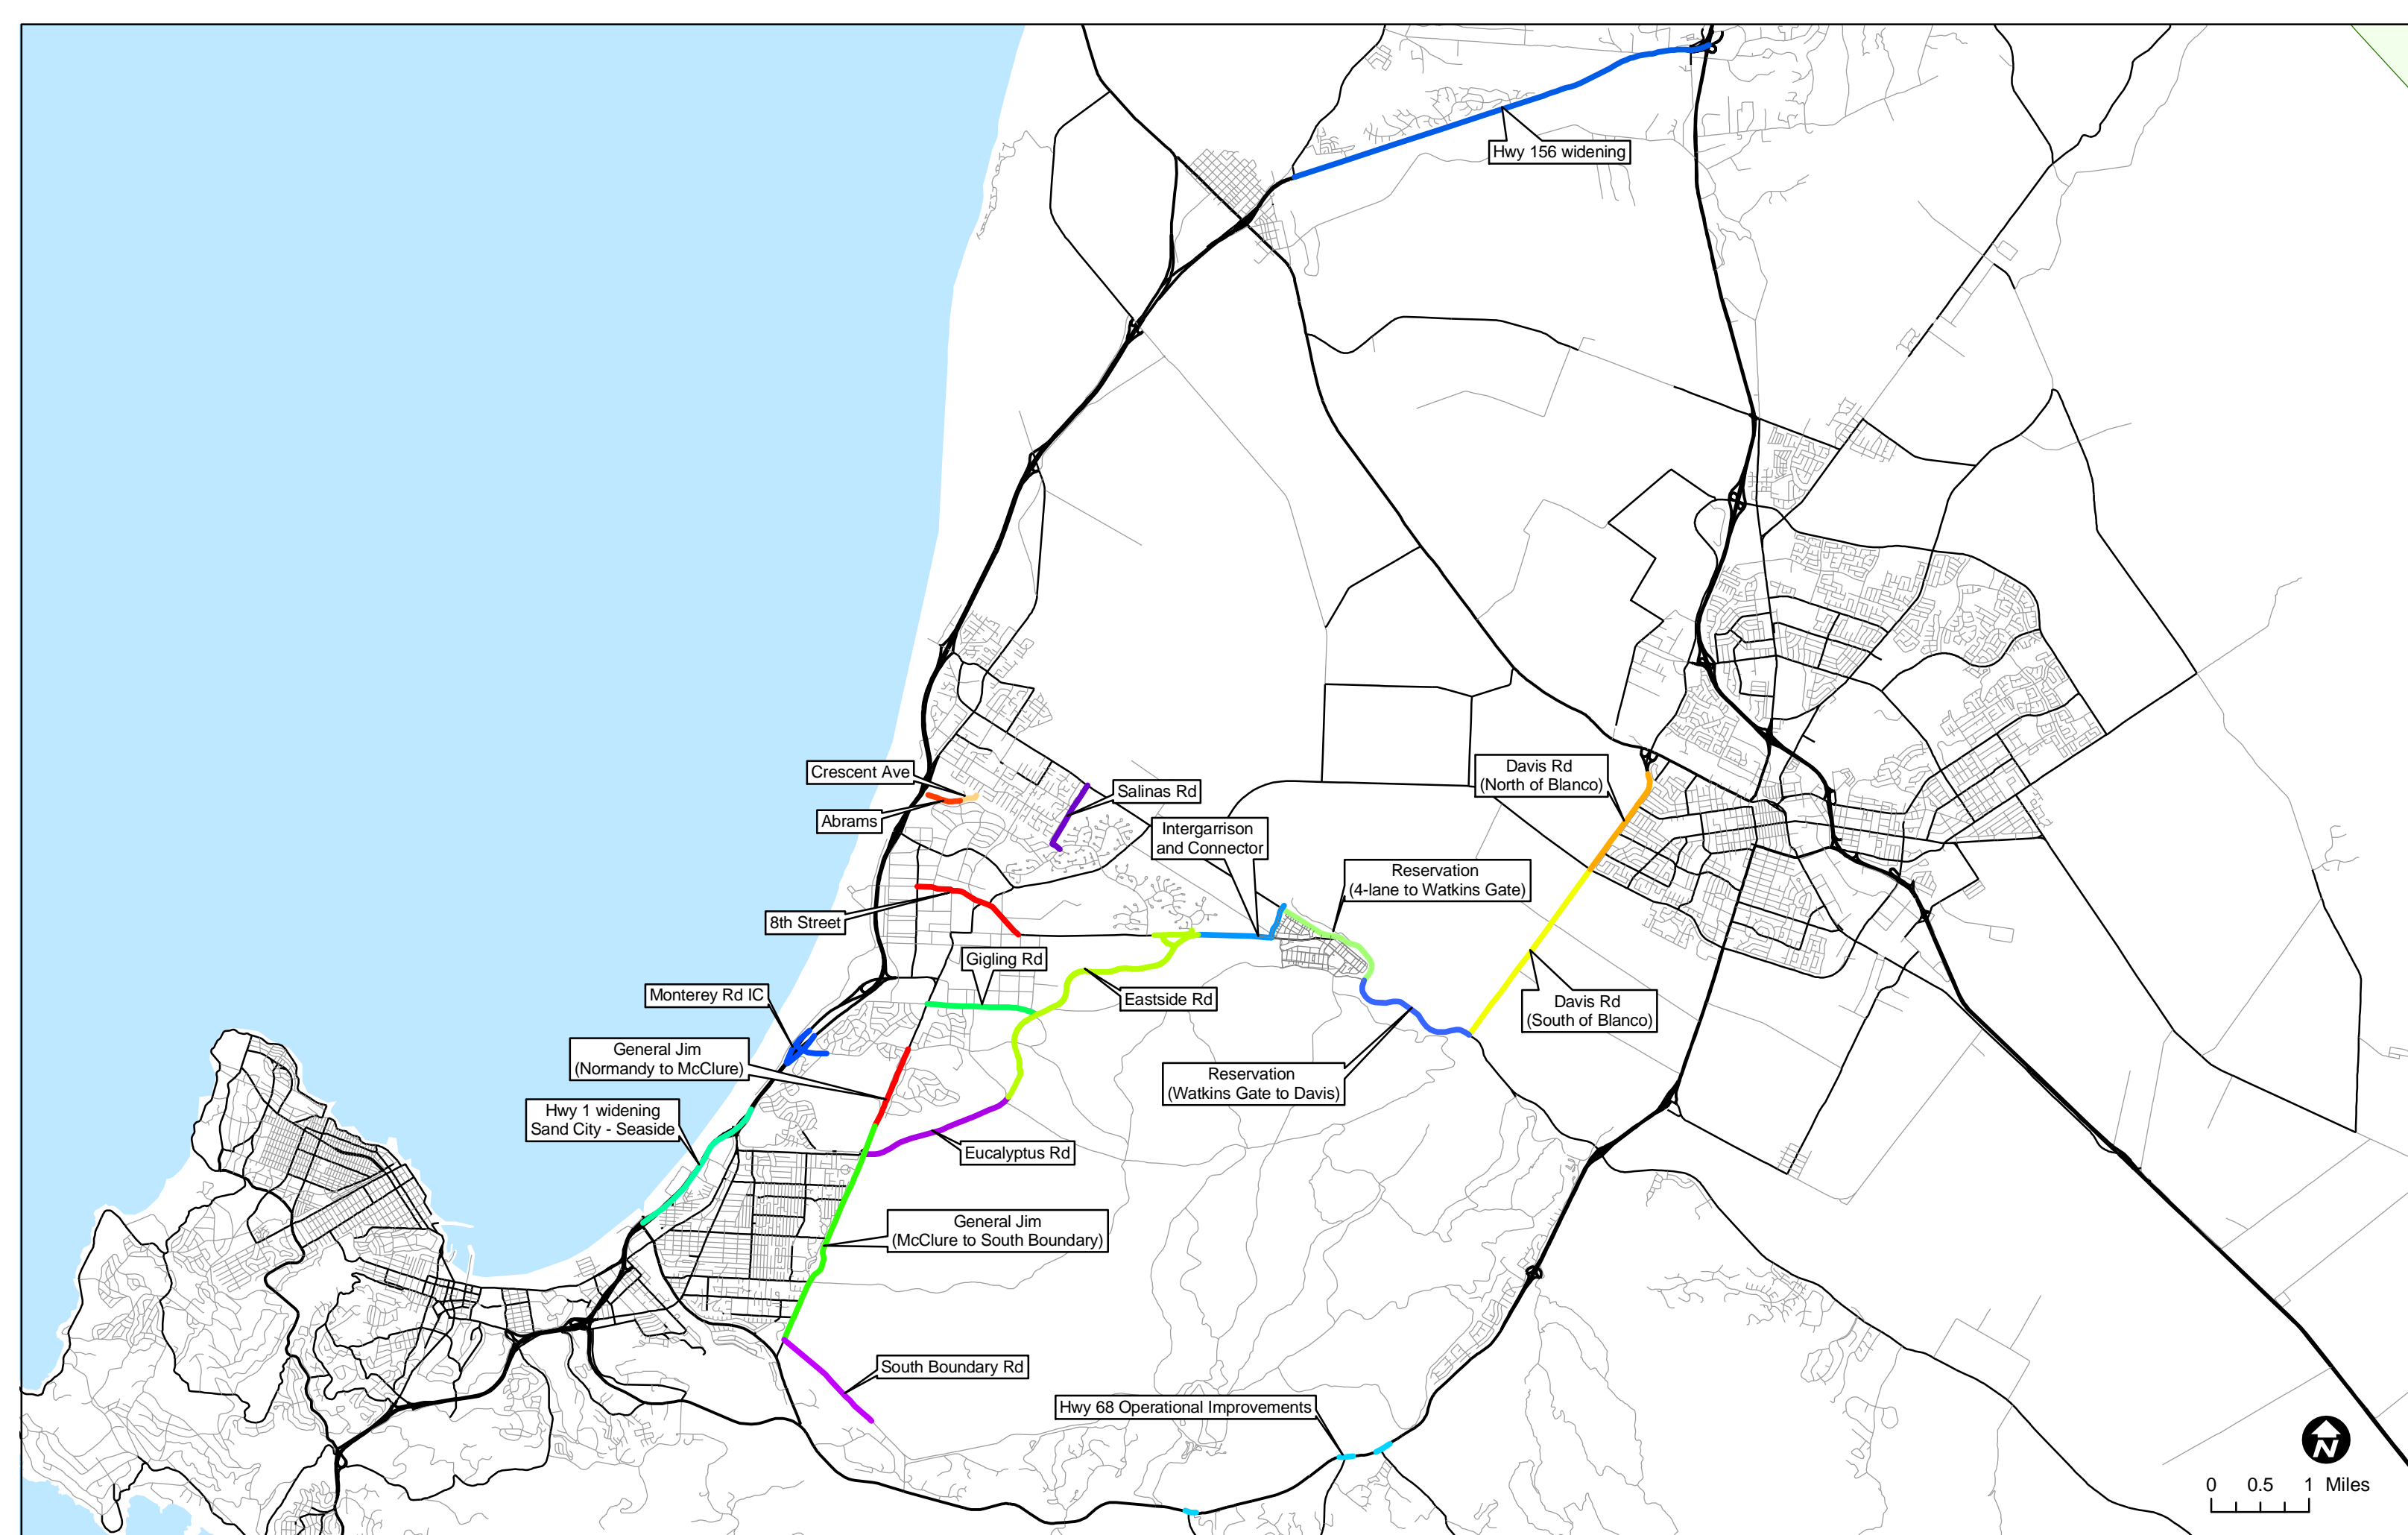 Hwy 156 widening
Crescent Ave
Abrams
Salinas Rd
Davis Rd
(North of Blanco)
Intergarrison
and Connector
Reservation
(4-lane to Watkins Gate)
8th Street
Gigling Rd
Monterey Rd IC
Eastside Rd
Davis Rd
(South of Blanco)
General Jim
(Normandy to McClure)
Reservation
(Watkins Gate to Davis)
Hwy 1 widening
Sand City - Seaside
Eucalyptus Rd
General Jim
(McClure to South Boundary)
South Boundary Rd
Hwy 68 Operational Improvements
N
0 0.5 1 Miles